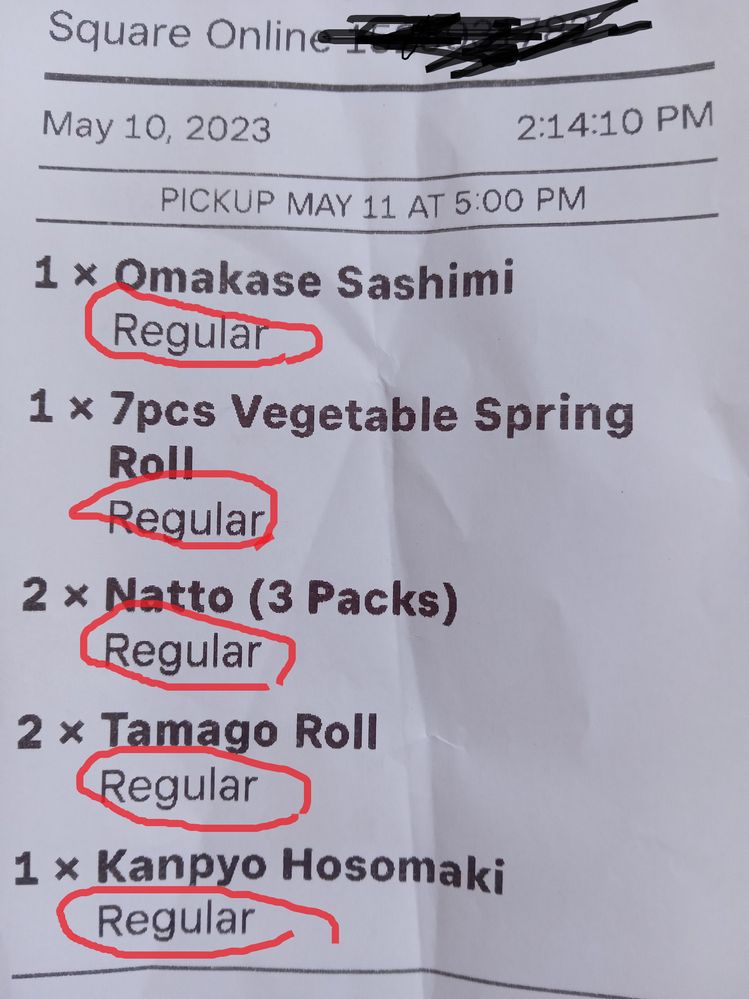 Square Online
May 10, 2023 2:14:10 PM
PICKUP MAY 11 AT 5:00 PM
1 × Omakase Sashimi
Regular
1 × 7pcs Vegetable Spring
Roll
Regular
2 × Natto (3 Packs)
Regular
2 × Tamago Roll
Regular
1 × Kanpyo Hosomaki
Regular